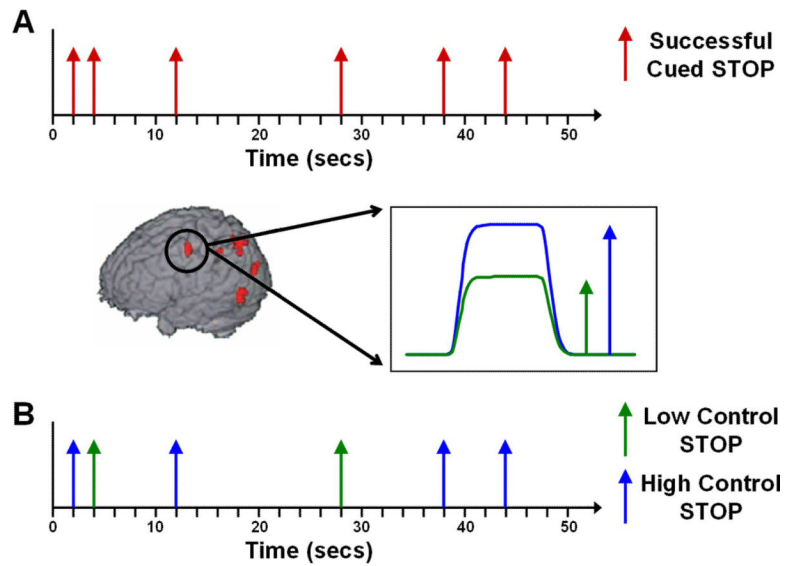 A
Successful
Cued STOP
0 10 20 30 40 50
Time (secs)
B
Low Control
STOP
High Control
STOP
0 10 20 30 40 50
Time (secs)